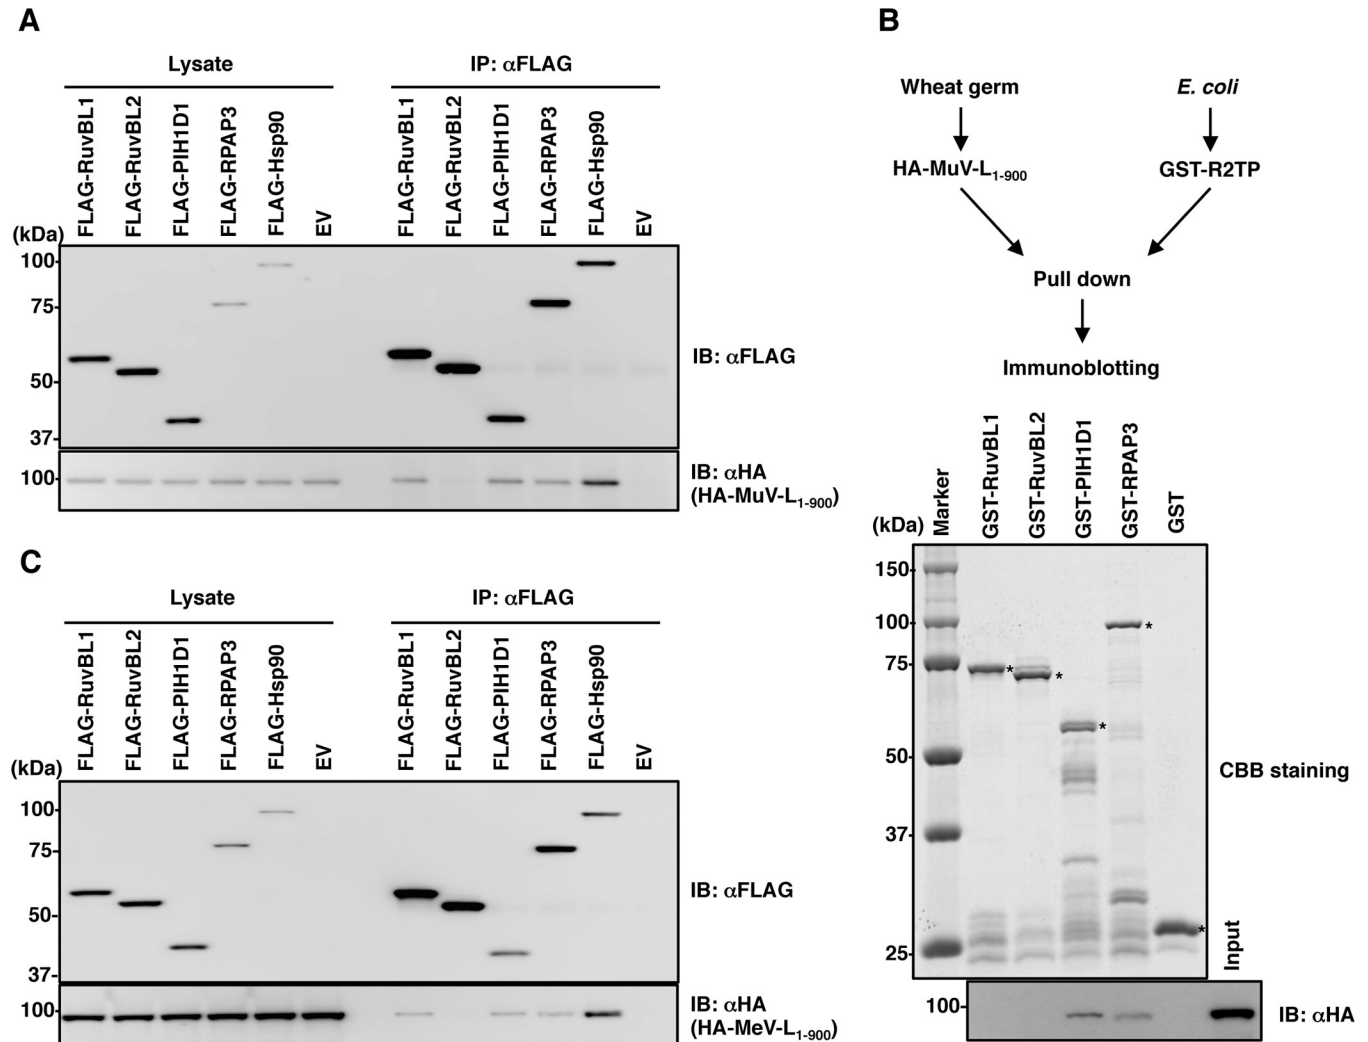 A
Lysate
IP: αFLAG
FLAG-RuvBL1
FLAG-RuvBL2
FLAG-PIH1D1
FLAG-RPAP3
FLAG-Hsp90
EV
FLAG-RuvBL1
FLAG-RuvBL2
FLAG-PIH1D1
FLAG-RPAP3
FLAG-Hsp90
EV
(kDa)
100-
75-
50-
37-
IB: αFLAG
100-
IB: αHA
(HA-MuV-L1-900)
B
Wheat germ
E. coli
HA-MuV-L1-900
GST-R2TP
Pull down
Immunoblotting
(kDa)
Marker
GST-RuvBL1
GST-RuvBL2
GST-PIH1D1
GST-RPAP3
GST
150-
100-
75-
50-
37-
25-
*
*
*
*
*
CBB staining
Input
100-
IB: αHA
C
Lysate
IP: αFLAG
FLAG-RuvBL1
FLAG-RuvBL2
FLAG-PIH1D1
FLAG-RPAP3
FLAG-Hsp90
EV
FLAG-RuvBL1
FLAG-RuvBL2
FLAG-PIH1D1
FLAG-RPAP3
FLAG-Hsp90
EV
(kDa)
100-
75-
50-
37-
IB: αFLAG
100-
IB: αHA
(HA-MeV-L1-900)